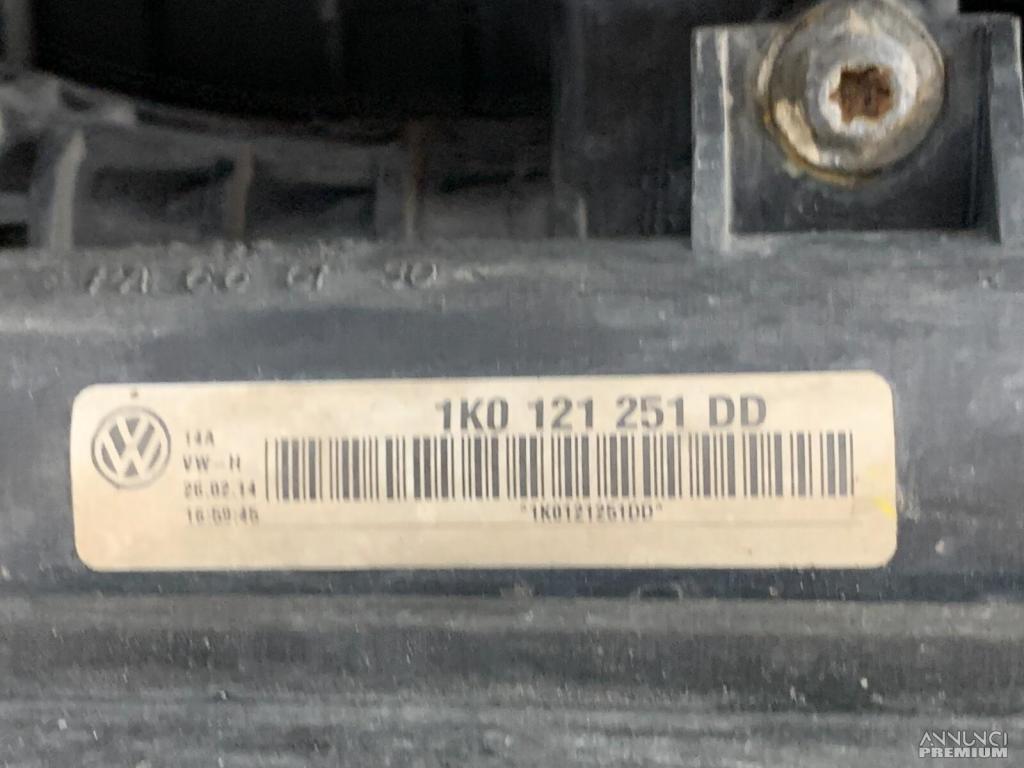 1K0 121 251 DD
14A
VW-H
26.02.14
16:59:45
*1K0121251DD*
ANNUNCI
PREMIUM